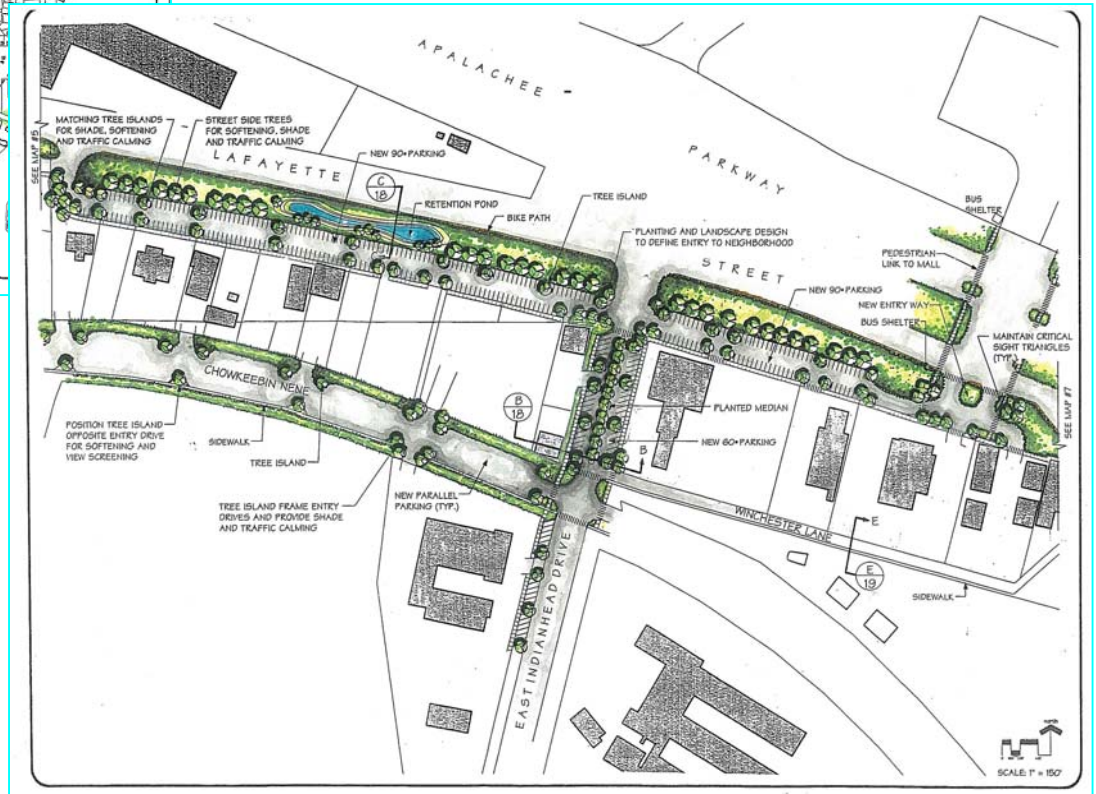 APALACHEE
PARKWAY
SEE MAP #5
MATCHING TREE ISLANDS
FOR SHADE, SOFTENING
AND TRAFFIC CALMING
STREET SIDE TREES
FOR SOFTENING, SHADE
AND TRAFFIC CALMING
LAFAYETTE
NEW 90° PARKING
C
18
RETENTION POND
BIKE PATH
TREE ISLAND
PLANTING AND LANDSCAPE DESIGN
TO DEFINE ENTRY TO NEIGHBORHOOD
STREET
BUS
SHELTER
PEDESTRIAN
LINK TO MALL
NEW 90° PARKING
NEW ENTRY WAY
BUS SHELTER
MAINTAIN CRITICAL
SIGHT TRIANGLES
(TYP.)
SEE MAP #7
CHOWKEEBIN NENE
POSITION TREE ISLAND
OPPOSITE ENTRY DRIVE
FOR SOFTENING AND
VIEW SCREENING
SIDEWALK
TREE ISLAND
B
18
PLANTED MEDIAN
NEW 60° PARKING
B
TREE ISLAND FRAME ENTRY
DRIVES AND PROVIDE SHADE
AND TRAFFIC CALMING
NEW PARALLEL
PARKING (TYP.)
WINCHESTER LANE
E
E
19
SIDEWALK
EAST INDIANHEAD DRIVE
north
SCALE: 1" = 150'